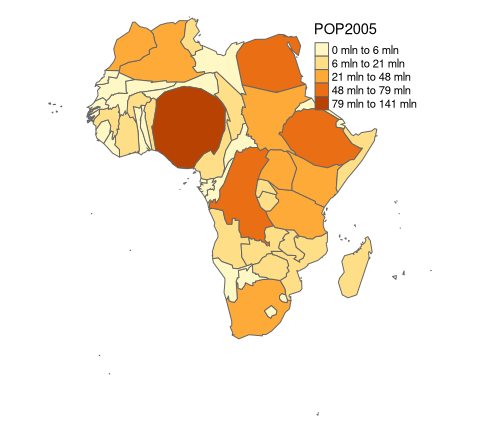 POP2005
0 mln to 6 mln
6 mln to 21 mln
21 mln to 48 mln
48 mln to 79 mln
79 mln to 141 mln